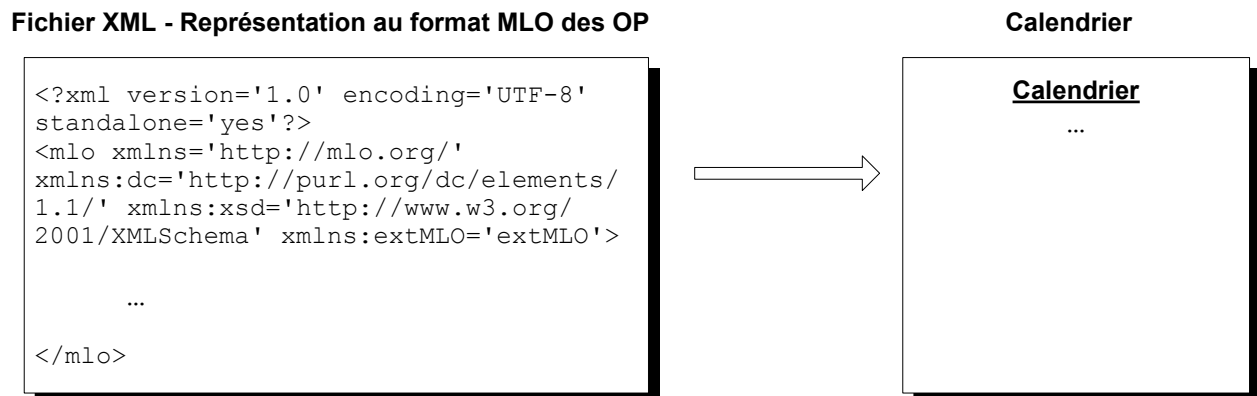 Fichier XML - Représentation au format MLO des OP
<?xml version='1.0' encoding='UTF-8'
standalone='yes'?>
<mlo xmlns='http://mlo.org/'
xmlns:dc='http://purl.org/dc/elements/
1.1/' xmlns:xsd='http://www.w3.org/
2001/XMLSchema' xmlns:extMLO='extMLO'>
...
</mlo>
Calendrier
Calendrier
...